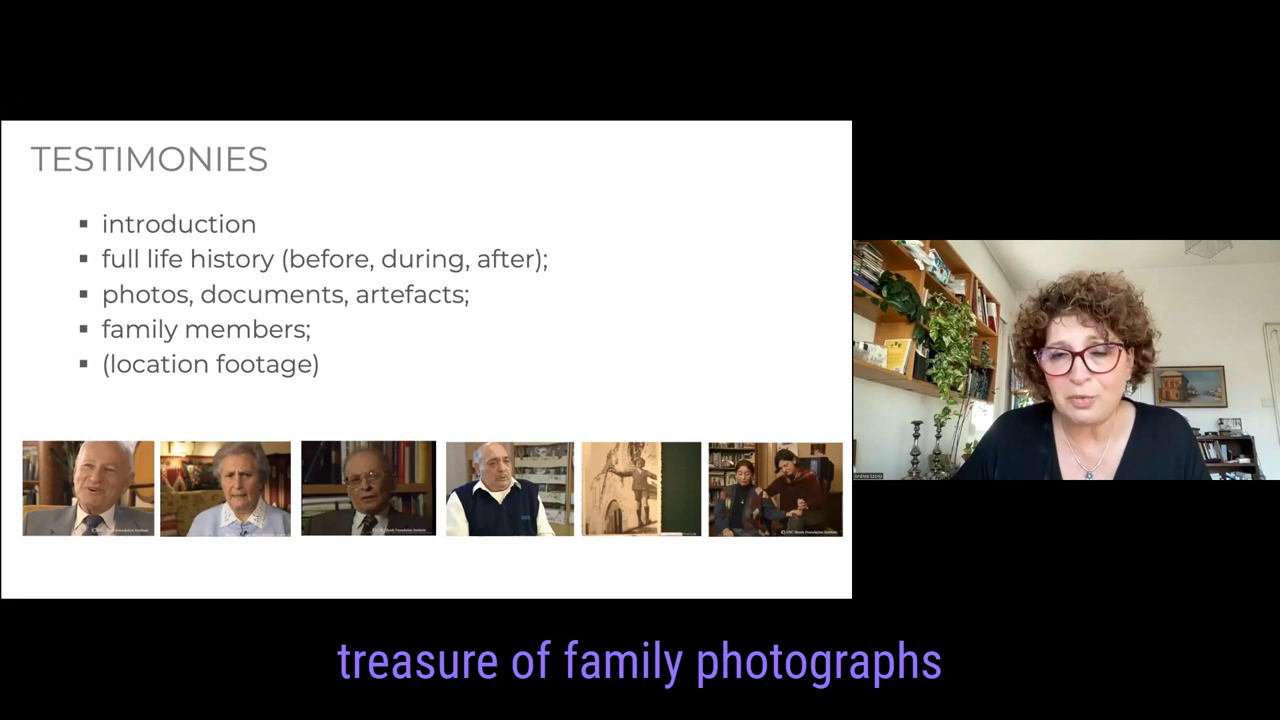 TESTIMONIES
▪ introduction
▪ full life history (before, during, after);
▪ photos, documents, artefacts;
▪ family members;
▪ (location footage)
treasure of family photographs